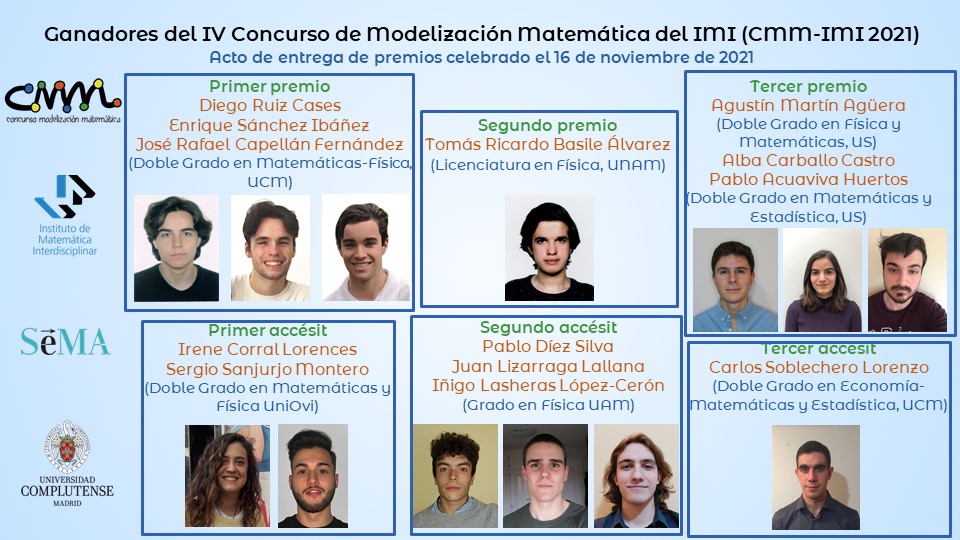 Ganadores del IV Concurso de Modelización Matemática del IMI (CMM-IMI 2021)
Acto de entrega de premios celebrado el 16 de noviembre de 2021
cmm
concurso modelización matemática
Instituto de
Matemática
Interdisciplinar
SeMA
UNIVERSIDAD
COMPLUTENSE
MADRID
Primer premio
Diego Ruiz Cases
Enrique Sánchez Ibáñez
José Rafael Capellán Fernández
(Doble Grado en Matemáticas-Física,
UCM)
Segundo premio
Tomás Ricardo Basile Álvarez
(Licenciatura en Física, UNAM)
Tercer premio
Agustín Martín Agüera
(Doble Grado en Física y
Matemáticas, US)
Alba Carballo Castro
Pablo Acuaviva Huertos
(Doble Grado en Matemáticas y
Estadística, US)
Primer accésit
Irene Corral Lorences
Sergio Sanjurjo Montero
(Doble Grado en Matemáticas y
Física UniOvi)
Segundo accésit
Pablo Díez Silva
Juan Lizarraga Lallana
Iñigo Lasheras López-Cerón
(Grado en Física UAM)
Tercer accésit
Carlos Soblechero Lorenzo
(Doble Grado en Economía-
Matemáticas y Estadística, UCM)